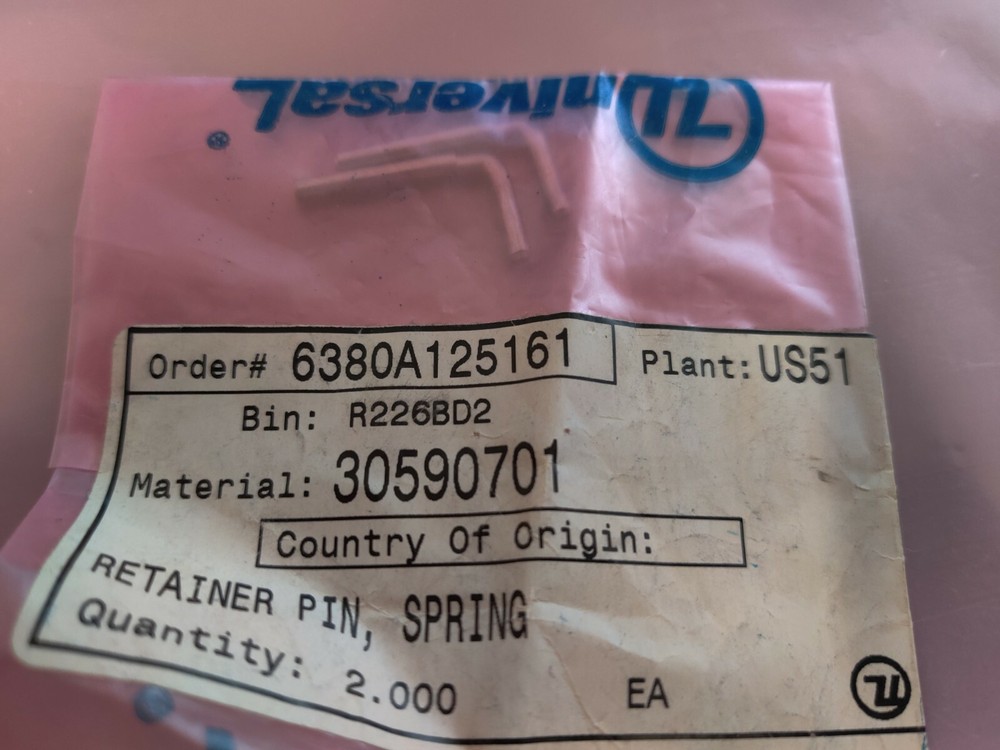 Universal
®
Order# 6380A125161
Plant: US51
Bin: R226BD2
Material: 30590701
Country Of Origin:
RETAINER PIN, SPRING
Quantity: 2.000 EA